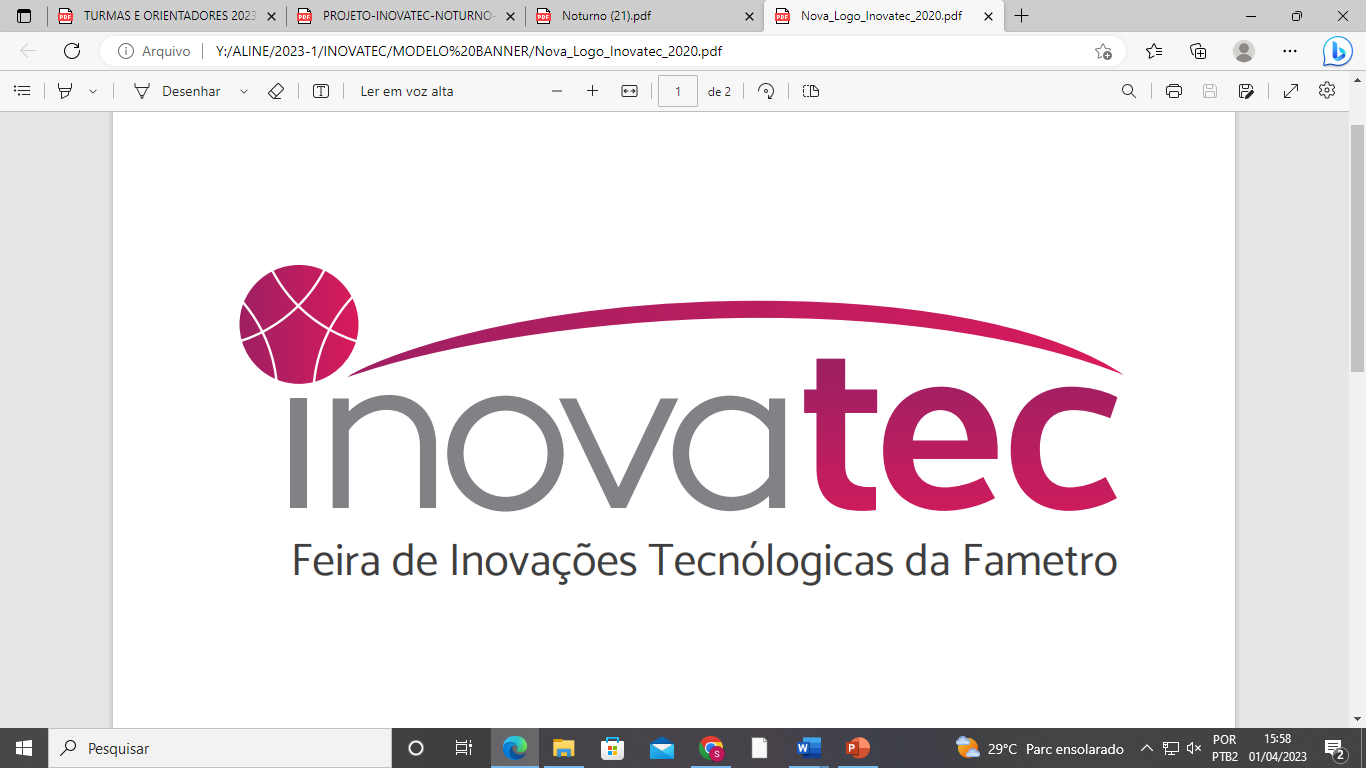 TURMAS E ORIENTADORES 2023
PROJETO-INOVATEC-NOTURNO-
Noturno (21).pdf
Nova_Logo_Inovatec_2020.pdf
Arquivo
Y:/ALINE/2023-1/INOVATEC/MODELO%20BANNER/Nova_Logo_Inovatec_2020.pdf
Desenhar
Ler em voz alta
1
de 2
inovatec
Feira de Inovações Tecnólogicas da Fametro
Pesquisar
29°C Parc ensolarado
POR
PTB2
15:58
01/04/2023
2